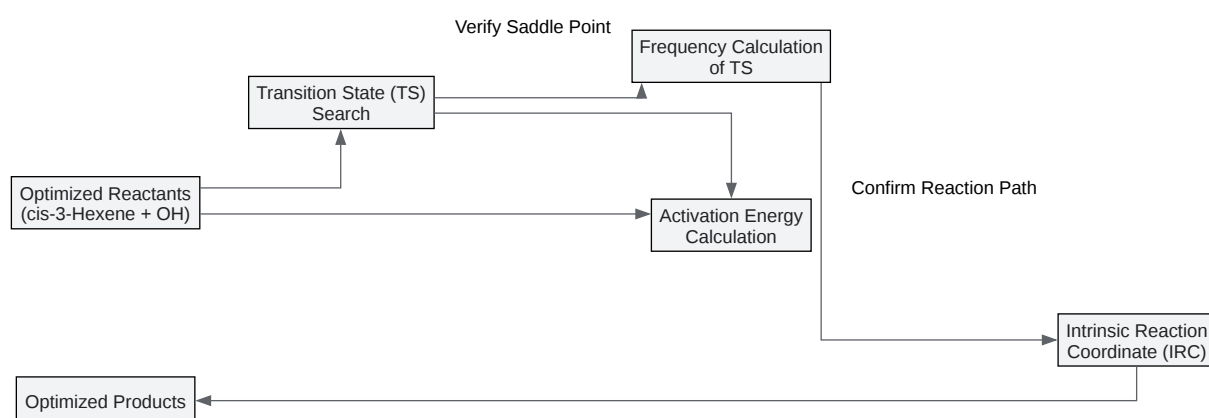 Verify Saddle Point
Frequency Calculation
of TS
Transition State (TS)
Search
Optimized Reactants
(cis-3-Hexene + OH)
Confirm Reaction Path
Activation Energy
Calculation
Intrinsic Reaction
Coordinate (IRC)
Optimized Products